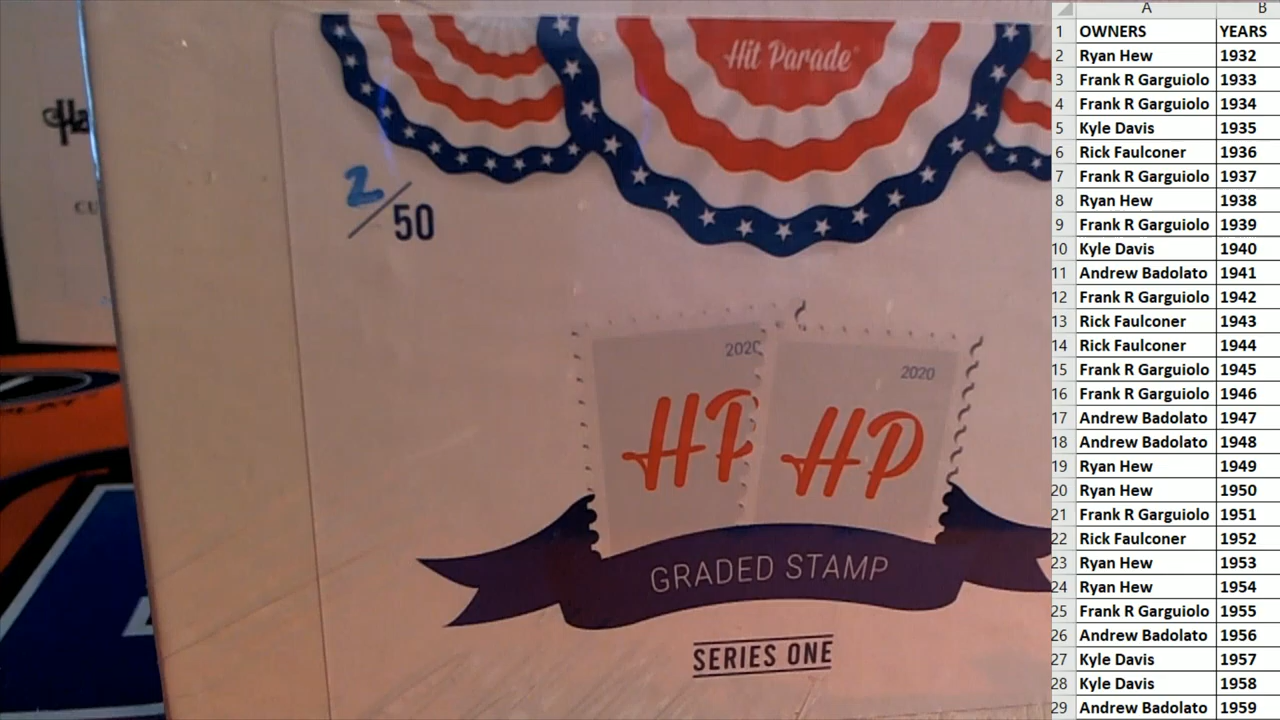 Hit Parade®
2/50
2020
HP
2020
HP
GRADED STAMP
SERIES ONE
Ha
CU
A B
1 OWNERS YEARS
2 Ryan Hew 1932
3 Frank R Garguiolo 1933
4 Frank R Garguiolo 1934
5 Kyle Davis 1935
6 Rick Faulconer 1936
7 Frank R Garguiolo 1937
8 Ryan Hew 1938
9 Frank R Garguiolo 1939
10 Kyle Davis 1940
11 Andrew Badolato 1941
12 Frank R Garguiolo 1942
13 Rick Faulconer 1943
14 Rick Faulconer 1944
15 Frank R Garguiolo 1945
16 Frank R Garguiolo 1946
17 Andrew Badolato 1947
18 Andrew Badolato 1948
19 Ryan Hew 1949
20 Ryan Hew 1950
21 Frank R Garguiolo 1951
22 Rick Faulconer 1952
23 Ryan Hew 1953
24 Ryan Hew 1954
25 Frank R Garguiolo 1955
26 Andrew Badolato 1956
27 Kyle Davis 1957
28 Kyle Davis 1958
29 Andrew Badolato 1959